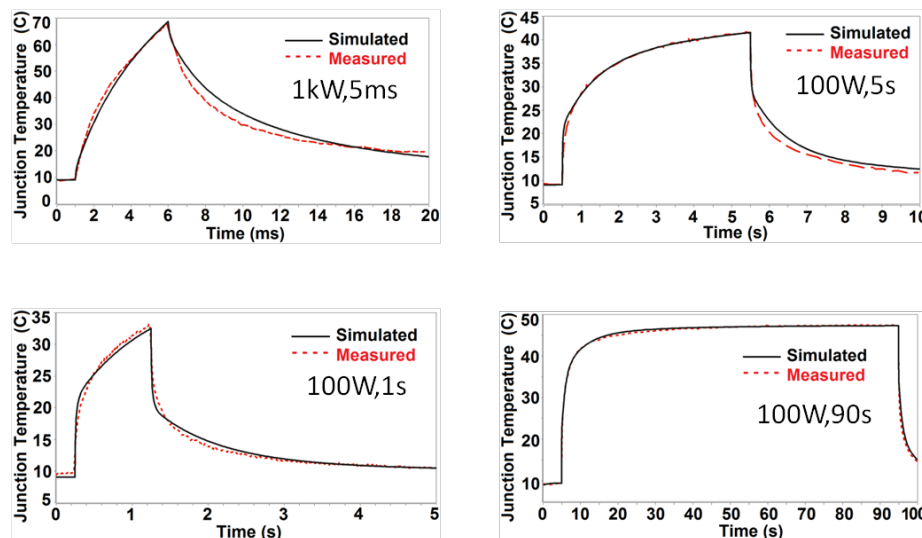 Junction Temperature (C)
70
60
50
40
30
20
10
0
Simulated
Measured
1kW,5ms
0 2 4 6 8 10 12 14 16 18 20
Time (ms)
Junction Temperature (C)
45
40
35
30
25
20
15
10
5
Simulated
Measured
100W,5s
0 1 2 3 4 5 6 7 8 9 10
Time (s)
Junction Temperature (C)
35
30
25
20
15
10
5
Simulated
Measured
100W,1s
0 1 2 3 4 5
Time (s)
Junction Temperature (C)
50
40
30
20
10
Simulated
Measured
100W,90s
0 10 20 30 40 50 60 70 80 90 100
Time (s)